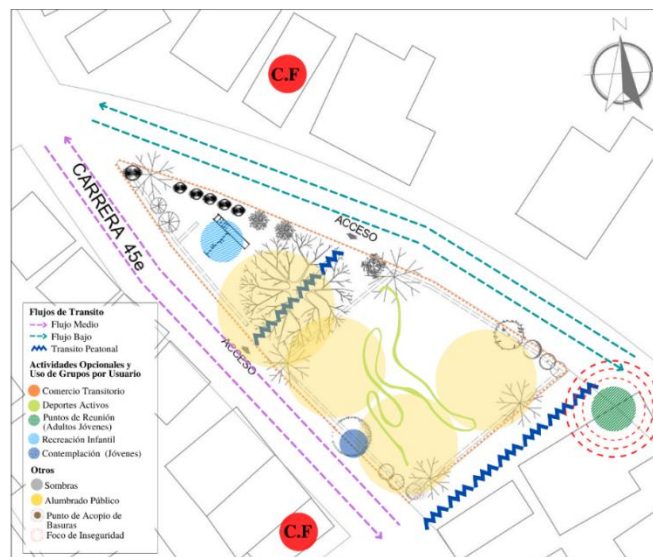 C.F
N
CARRERA 45e
ACCESO
ACCESO
Flujos de Transito
Flujo Medio
Flujo Bajo
Transito Peatonal
Actividades Opcionales y
Uso de Grupos por Usuario
Comercio Transitorio
Deportes Activos
Puntos de Reunión
(Adultos Jóvenes)
Recreación Infantil
Contemplación (Jóvenes)
Otros
Sombras
Alumbrado Público
Punto de Acopio de
Basuras
Foco de Inseguridad
C.F